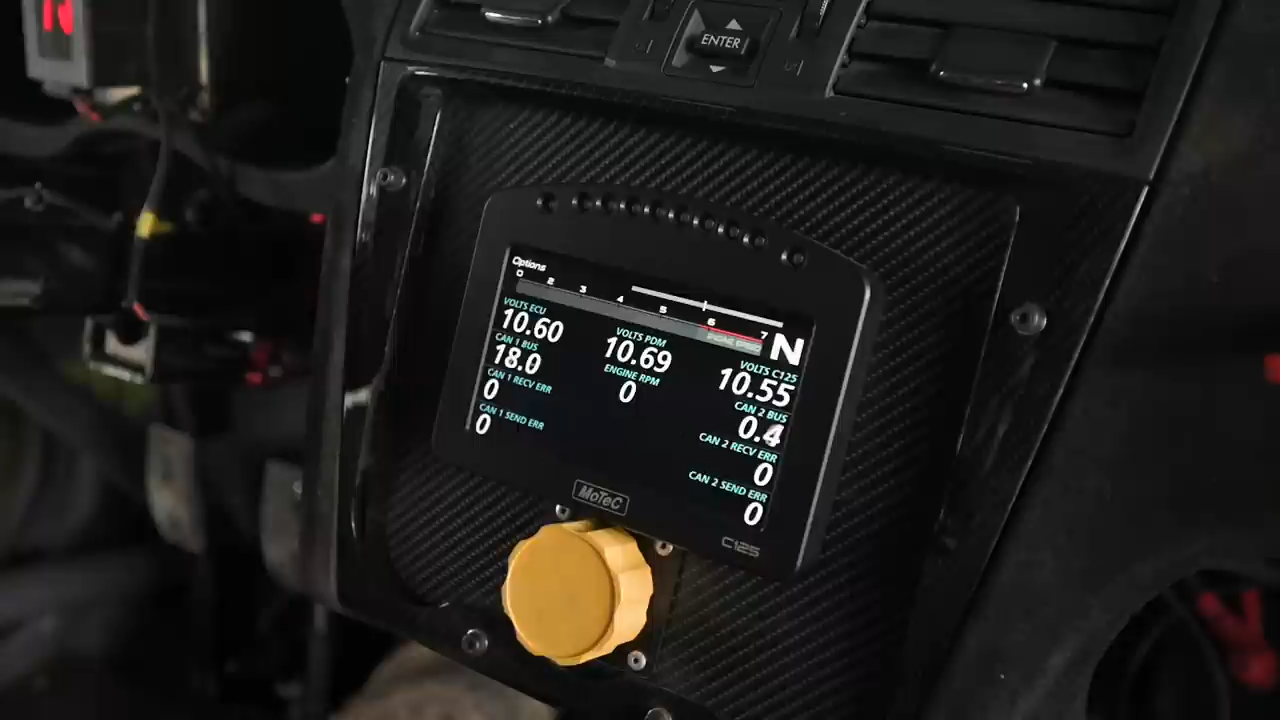 ENTER
Options
0 2 3 4 5 6 7
N
VOLTS ECU
10.60
VOLTS PDM
10.69
VOLTS C125
10.55
CAN 1 BUS
18.0
ENGINE RPM
0
CAN 2 BUS
0.4
CAN 1 RECV ERR
0
CAN 2 RECV ERR
0
CAN 1 SEND ERR
0
CAN 2 SEND ERR
0
MoTeC
C125